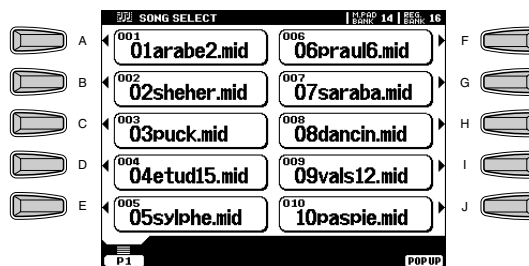 SONG SELECT
M.PAD BANK 14
REG. BANK 16
A
001
01arabe2.mid
006
06praul6.mid
F
B
002
02sheher.mid
007
07saraba.mid
G
C
003
03puck.mid
008
08dancin.mid
H
D
004
04etud15.mid
009
09vals12.mid
I
E
005
05sylphe.mid
010
10paspie.mid
J
P1
POPUP